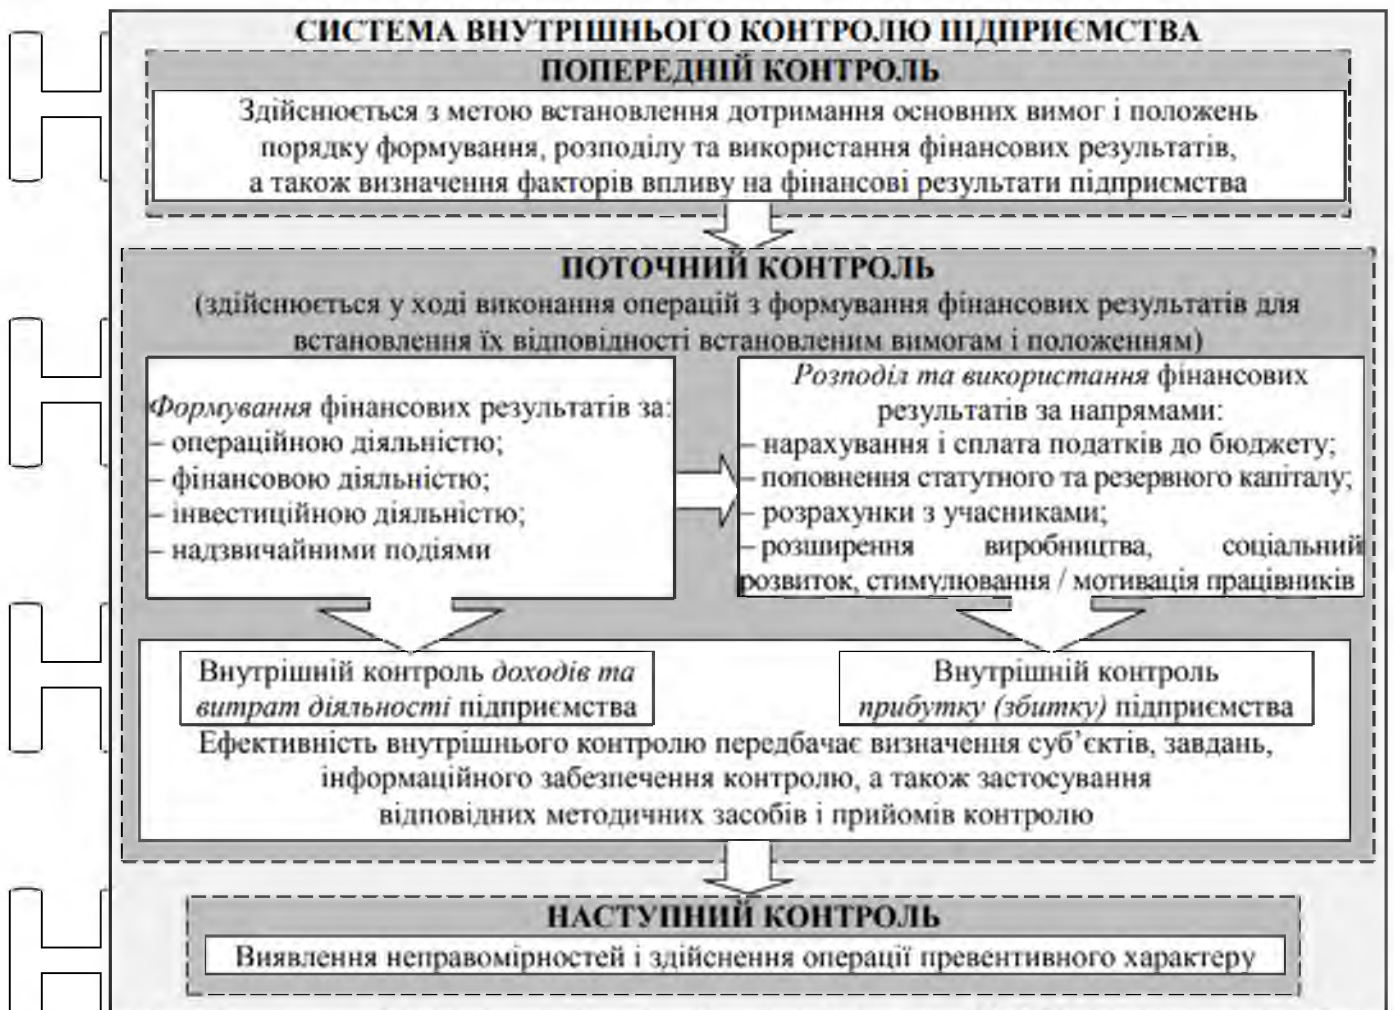 СИСТЕМА ВНУТРІШНЬОГО КОНТРОЛЮ ПІДПРИЄМСТВА
ПОПЕРЕДНІЙ КОНТРОЛЬ
Здійснюється з метою встановлення дотримання основних вимог і положень
порядку формування, розподілу та використання фінансових результатів,
а також визначення факторів впливу на фінансові результати підприємства
ПОТОЧНИЙ КОНТРОЛЬ
(здійснюється у ході виконання операцій з формування фінансових результатів для
встановлення їх відповідності встановленим вимогам і положенням)
Формування фінансових результатів за:
– операційною діяльністю;
– фінансовою діяльністю;
– інвестиційною діяльністю;
– надзвичайними подіями
Розподіл та використання фінансових
результатів за напрямами:
– нарахування і сплата податків до бюджету;
– поповнення статутного та резервного капіталу;
– розрахунки з учасниками;
– розширення виробництва, соціальний
розвиток, стимулювання / мотивація працівників
Внутрішній контроль доходів та
витрат діяльності підприємства
Внутрішній контроль
прибутку (збитку) підприємства
Ефективність внутрішнього контролю передбачає визначення суб’єктів, завдань,
інформаційного забезпечення контролю, а також застосування
відповідних методичних засобів і прийомів контролю
НАСТУПНИЙ КОНТРОЛЬ
Виявлення неправомірностей і здійснення операції превентивного характеру